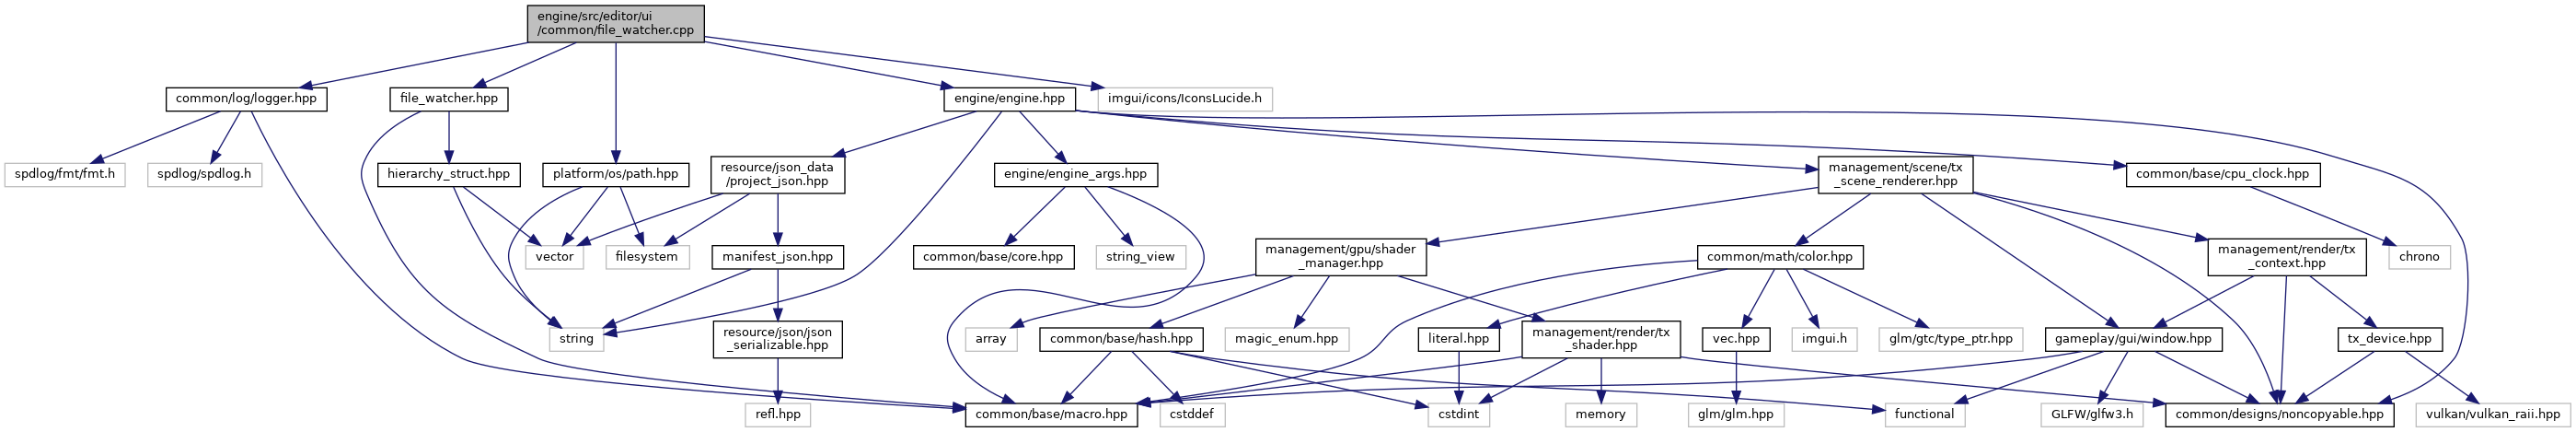 engine/src/editor/ui
/common/file_watcher.cpp
common/log/logger.hpp
file_watcher.hpp
engine/engine.hpp
imgui/icons/IconsLucide.h
spdlog/fmt/fmt.h
spdlog/spdlog.h
hierarchy_struct.hpp
platform/os/path.hpp
resource/json_data
/project_json.hpp
engine/engine_args.hpp
management/scene/tx
_scene_renderer.hpp
common/base/cpu_clock.hpp
vector
filesystem
manifest_json.hpp
common/base/core.hpp
string_view
management/gpu/shader
_manager.hpp
common/math/color.hpp
management/render/tx
_context.hpp
chrono
string
resource/json/json
_serializable.hpp
array
common/base/hash.hpp
magic_enum.hpp
literal.hpp
management/render/tx
_shader.hpp
vec.hpp
imgui.h
glm/gtc/type_ptr.hpp
gameplay/gui/window.hpp
tx_device.hpp
refl.hpp
common/base/macro.hpp
cstddef
cstdint
memory
glm/glm.hpp
functional
GLFW/glfw3.h
common/designs/noncopyable.hpp
vulkan/vulkan_raii.hpp